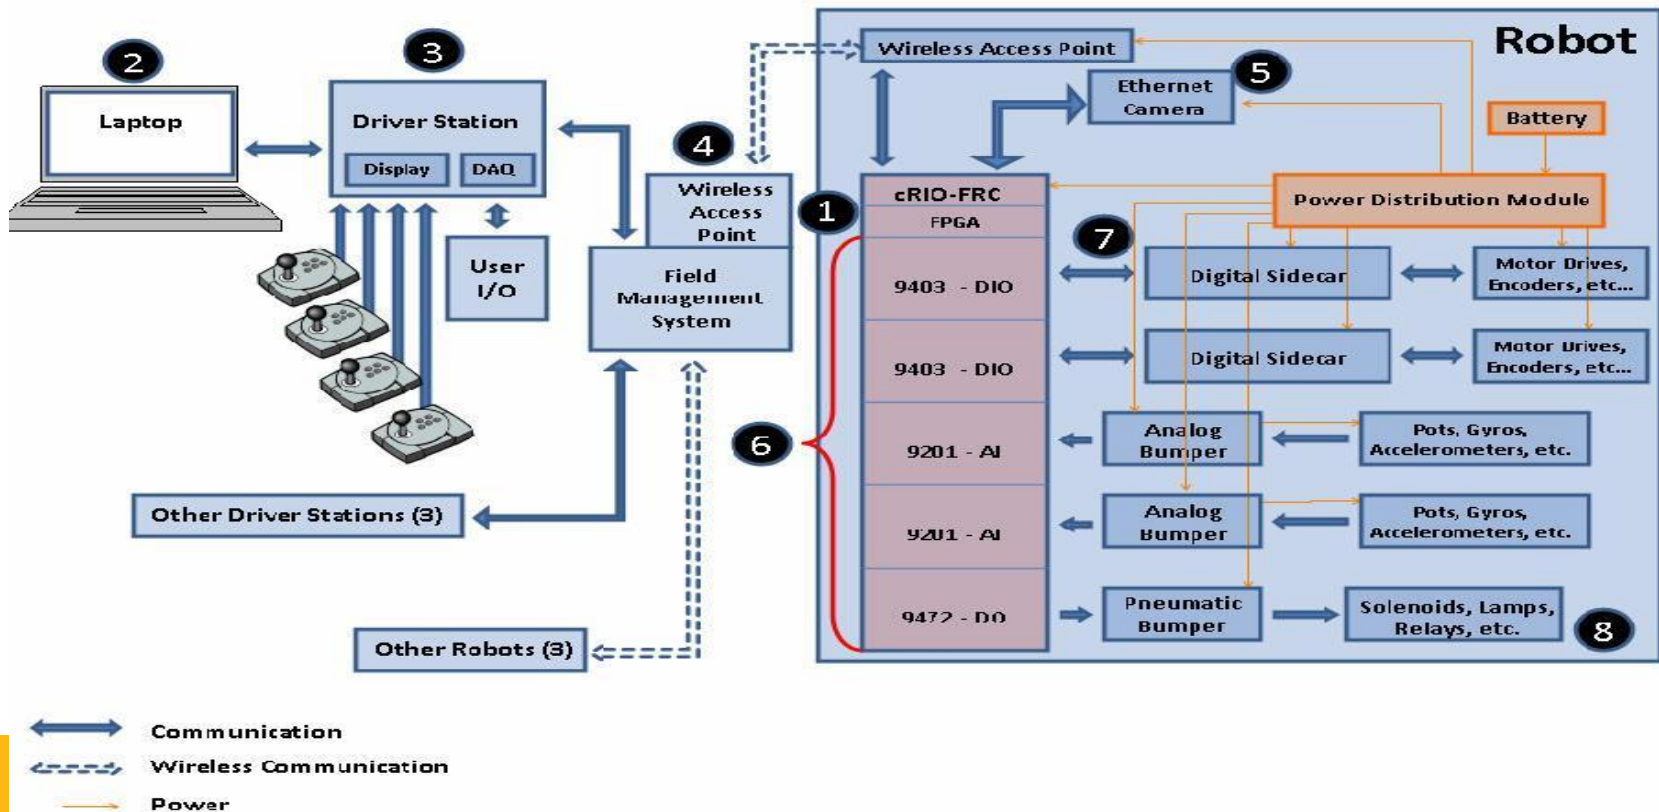 Robot
2
Laptop
3
Driver Station
Display
DAQ
User
I/O
4
Wireless
Access
Point
Field
Management
System
Other Driver Stations (3)
Other Robots (3)
Wireless Access Point
5
Ethernet
Camera
Battery
Power Distribution Module
1
cRIO-FRC
FPGA
6
9403 - DIO
9403 - DIO
9201 - AI
9201 - AI
9472 - DO
7
Digital Sidecar
Motor Drives,
Encoders, etc...
Digital Sidecar
Motor Drives,
Encoders, etc...
Analog
Bumper
Pots, Gyros,
Accelerometers, etc.
Analog
Bumper
Pots, Gyros,
Accelerometers, etc.
Pneumatic
Bumper
Solenoids, Lamps,
Relays, etc.
8
Communication
Wireless Communication
Power